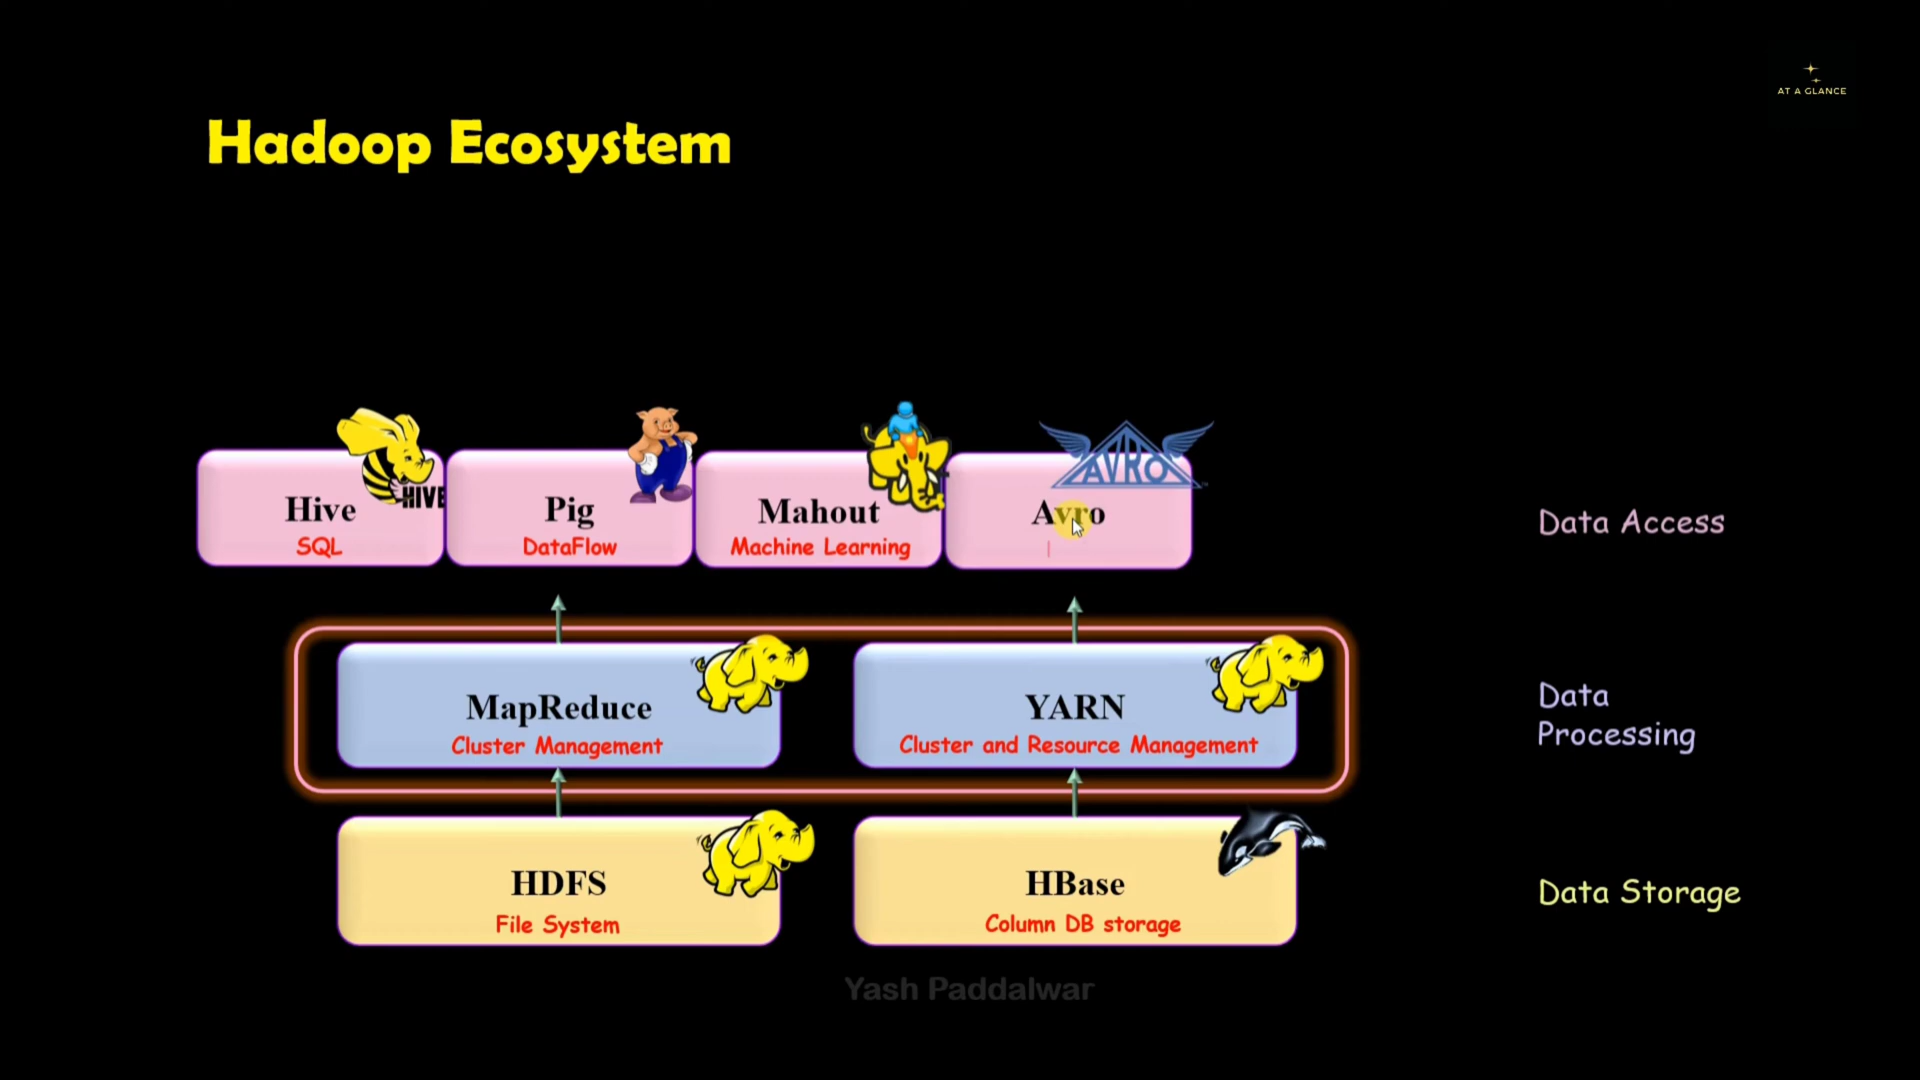 AT A GLANCE
Hadoop Ecosystem
HIVE
AVRO
Hive
Pig
Mahout
Avro
SQL
DataFlow
Machine Learning
Data Access
MapReduce
Cluster Management
YARN
Cluster and Resource Management
Data
Processing
HDFS
File System
HBase
Column DB storage
Data Storage
Yash Paddalwar